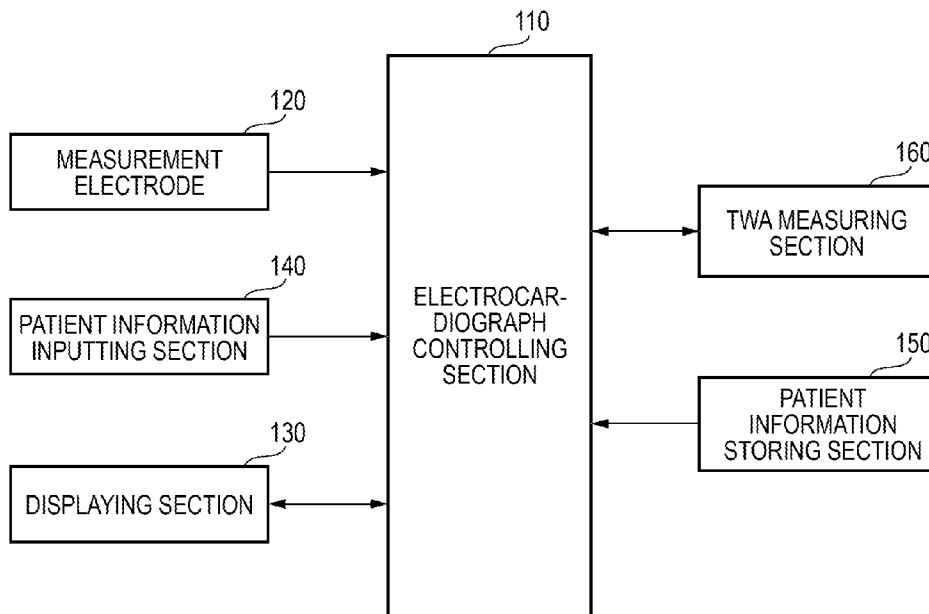 110
120
MEASUREMENT
ELECTRODE
140
PATIENT INFORMATION
INPUTTING SECTION
130
DISPLAYING SECTION
ELECTROCAR-
DIOGRAPH
CONTROLLING
SECTION
160
TWA MEASURING
SECTION
150
PATIENT
INFORMATION
STORING SECTION